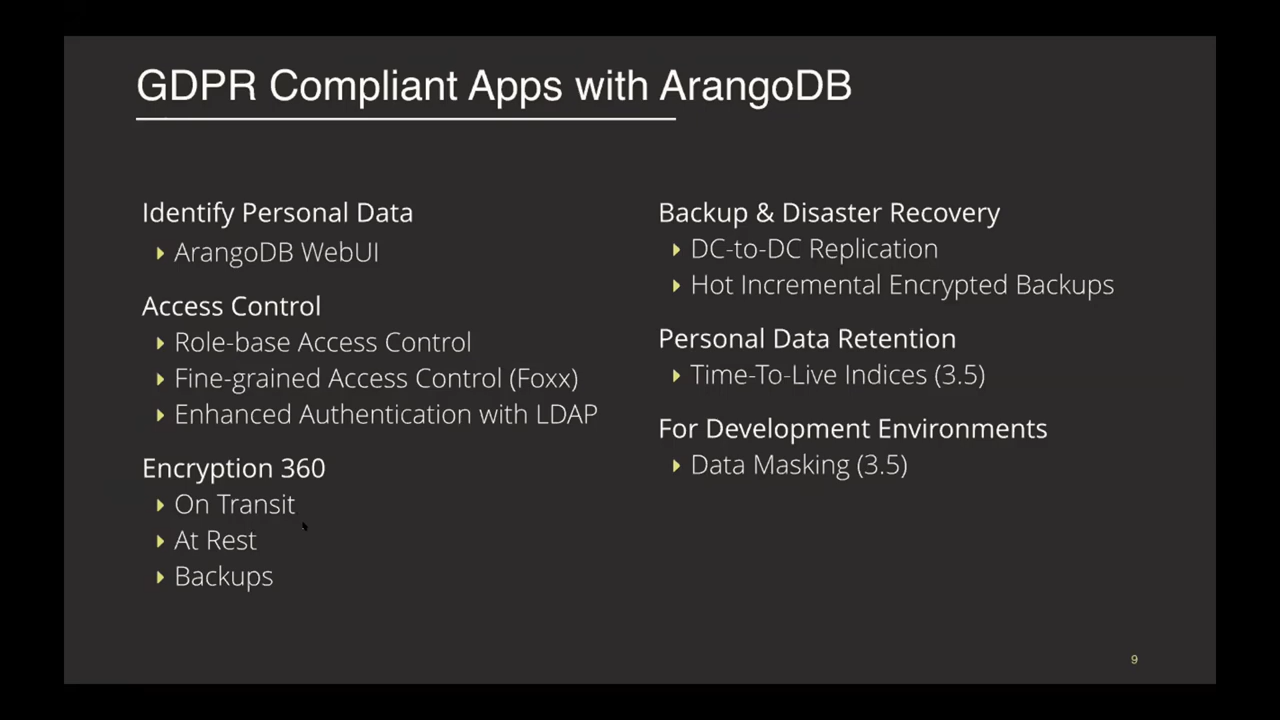 GDPR Compliant Apps with ArangoDB
Identify Personal Data
ArangoDB WebUI
Access Control
Role-base Access Control
Fine-grained Access Control (Foxx)
Enhanced Authentication with LDAP
Encryption 360
On Transit
At Rest
Backups
Backup & Disaster Recovery
DC-to-DC Replication
Hot Incremental Encrypted Backups
Personal Data Retention
Time-To-Live Indices (3.5)
For Development Environments
Data Masking (3.5)
9